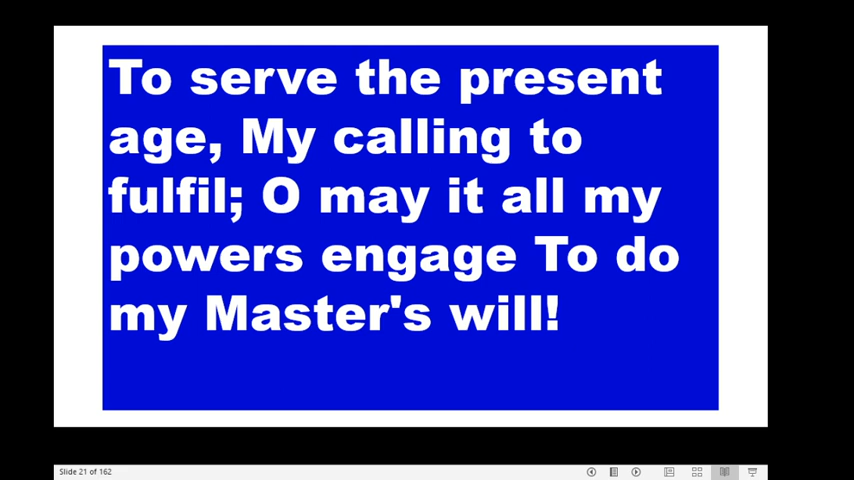 To serve the present
age, My calling to
fulfil; O may it all my
powers engage To do
my Master's will!
Slide 21 of 162